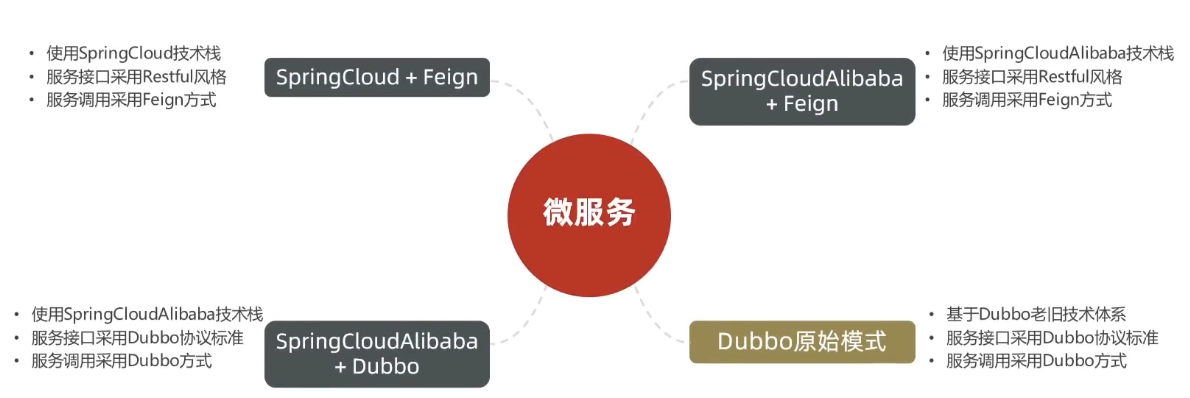 • 使用SpringCloud技术栈
• 服务接口采用Restful风格
• 服务调用采用Feign方式
SpringCloud + Feign
SpringCloudAlibaba
+ Feign
• 使用SpringCloudAlibaba技术栈
• 服务接口采用Restful风格
• 服务调用采用Feign方式
微服务
• 使用SpringCloudAlibaba技术栈
• 服务接口采用Dubbo协议标准
• 服务调用采用Dubbo方式
SpringCloudAlibaba
+ Dubbo
Dubbo原始模式
• 基于Dubbo老旧技术体系
• 服务接口采用Dubbo协议标准
• 服务调用采用Dubbo方式